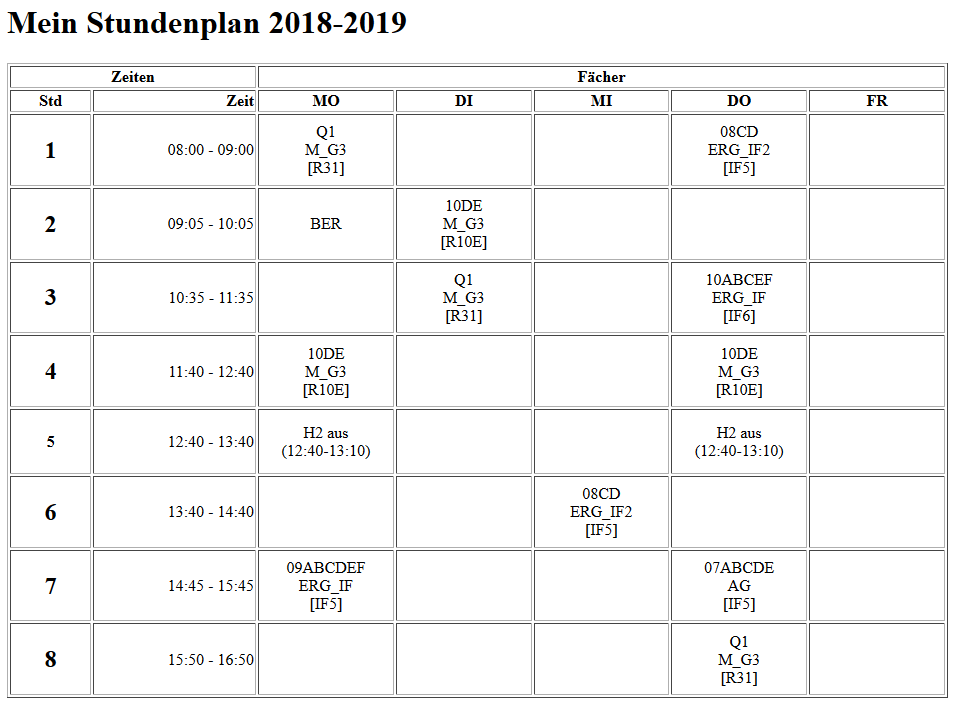 Mein Stundenplan 2018-2019
Zeiten Fächer
Std Zeit MO DI MI DO FR
1 08:00 - 09:00 Q1 M_G3 [R31] 08CD ERG_IF2 [IF5]
2 09:05 - 10:05 BER 10DE M_G3 [R10E]
3 10:35 - 11:35 Q1 M_G3 [R31] 10ABCEF ERG_IF [IF6]
4 11:40 - 12:40 10DE M_G3 [R10E] 10DE M_G3 [R10E]
5 12:40 - 13:40 H2 aus (12:40-13:10) H2 aus (12:40-13:10)
6 13:40 - 14:40 08CD ERG_IF2 [IF5]
7 14:45 - 15:45 09ABCDEF ERG_IF [IF5] 07ABCDE AG [IF5]
8 15:50 - 16:50 Q1 M_G3 [R31]